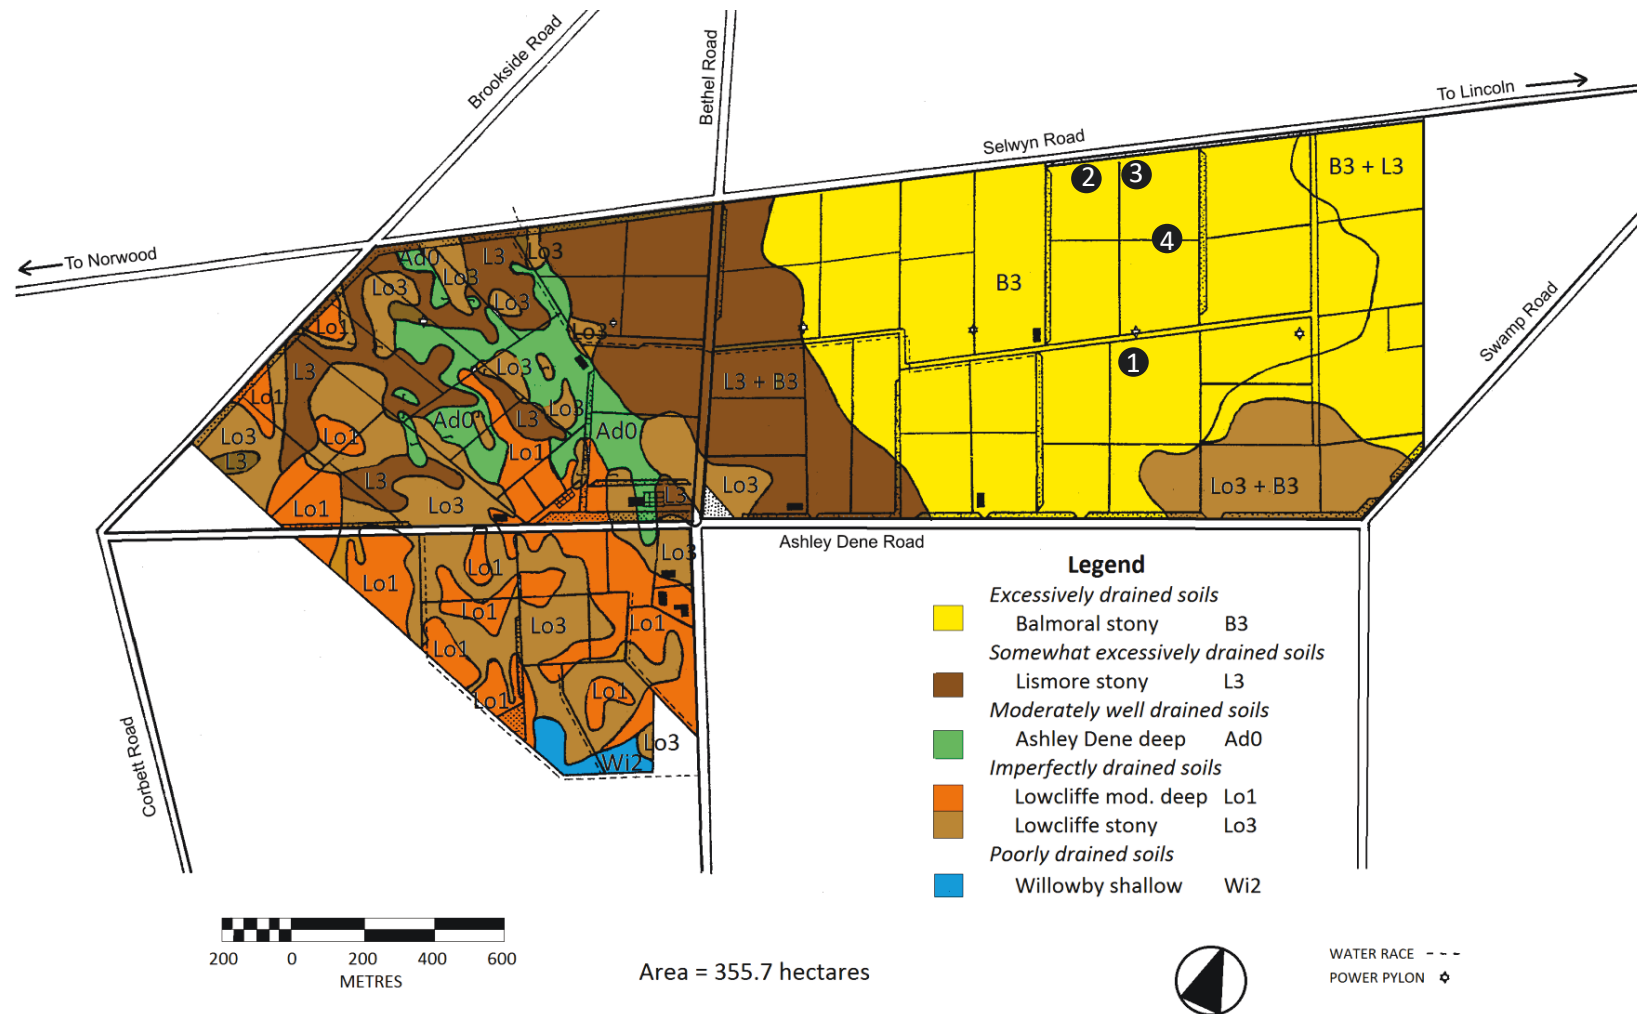 Brookside Road
Bethel Road
To Lincoln
Selwyn Road
To Norwood
Swamp Road
Corbett Road
Ashley Dene Road
2
3
4
1
B3 + L3
B3
L3 + B3
Lo3 + B3
Ad0
L3
Lo3
Lo3
Lo3
Lo3
Lo1
Lo3
L3
Lo3
Lo1
Lo3
Ad0
L3
Ad0
Lo3
Lo1
Lo1
L3
L3
Lo3
L3
Lo3
Lo1
Lo3
Lo1
Lo1
Lo3
Lo1
Lo3
Lo1
Lo1
Lo1
Lo1
Lo3
Wi2
Legend
Excessively drained soils
Balmoral stony B3
Somewhat excessively drained soils
Lismore stony L3
Moderately well drained soils
Ashley Dene deep Ad0
Imperfectly drained soils
Lowcliffe mod. deep Lo1
Lowcliffe stony Lo3
Poorly drained soils
Willowby shallow Wi2
200 0 200 400 600
METRES
Area = 355.7 hectares
WATER RACE
POWER PYLON